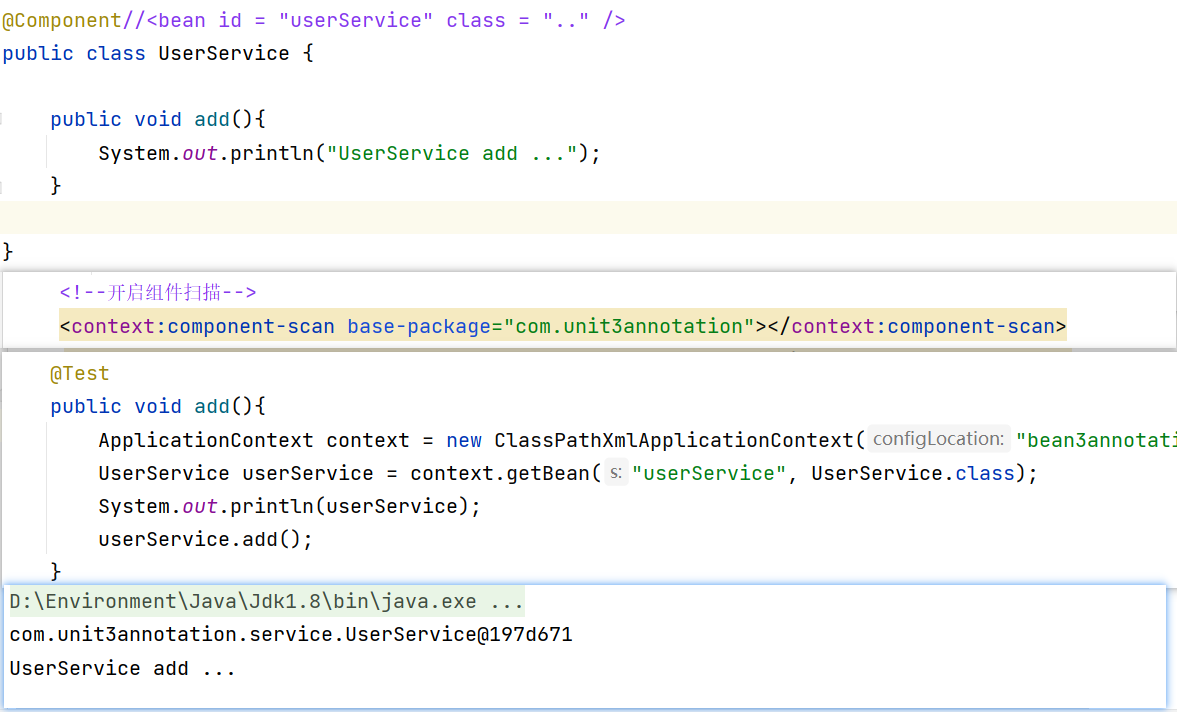 @Component//<bean id = "userService" class = ".." />
public class UserService {
public void add(){
System.out.println("UserService add ...");
}
}
<!--开启组件扫描-->
<context:component-scan base-package="com.unit3annotation"></context:component-scan>
@Test
public void add(){
ApplicationContext context = new ClassPathXmlApplicationContext( configLocation: "bean3annotati
UserService userService = context.getBean( s: "userService", UserService.class);
System.out.println(userService);
userService.add();
}
D:\Environment\Java\Jdk1.8\bin\java.exe ...
com.unit3annotation.service.UserService@197d671
UserService add ...